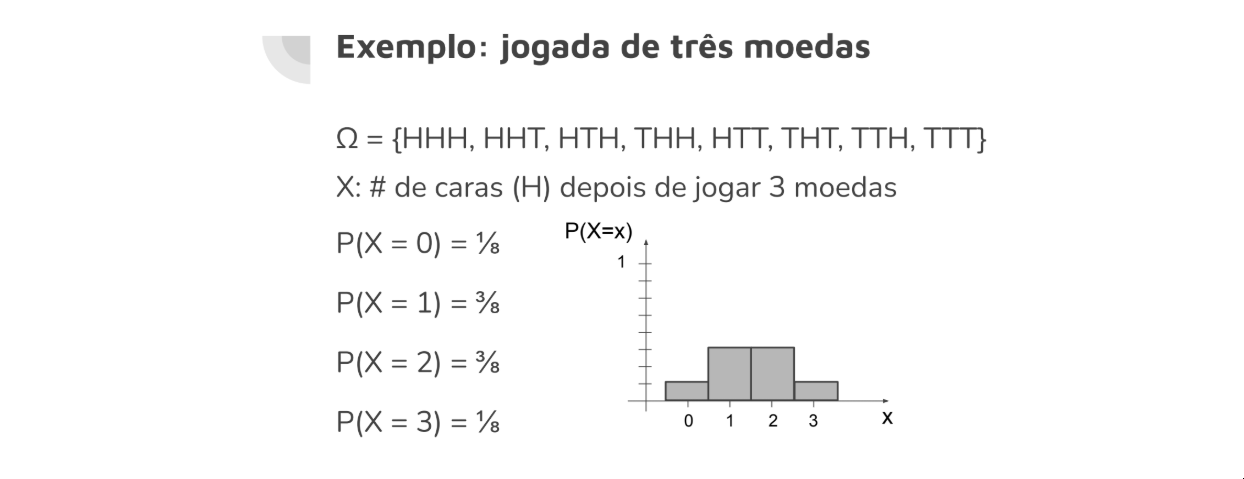 Exemplo: jogada de três moedas
Ω = {HHH, HHT, HTH, THH, HTT, THT, TTH, TTT}
X: # de caras (H) depois de jogar 3 moedas
P(X = 0) = ⅛
P(X = 1) = ⅜
P(X = 2) = ⅜
P(X = 3) = ⅛
P(X=x)
1
0 1 2 3 x